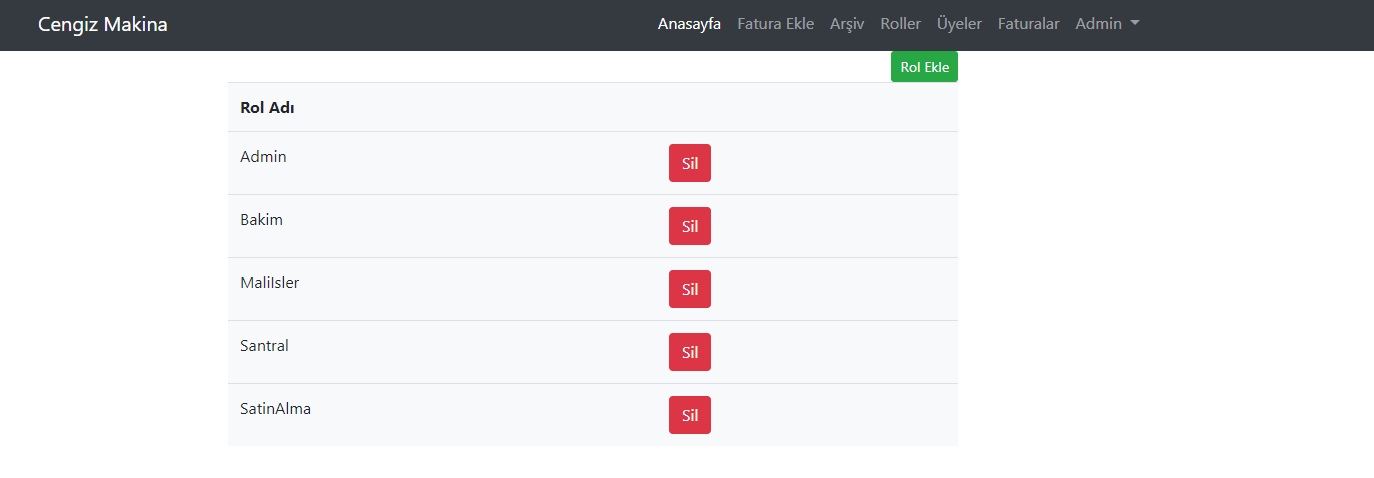 Cengiz Makina Anasayfa Fatura Ekle Arşiv Roller Üyeler Faturalar Admin
Rol Ekle
Rol Adı
Admin Sil
Bakim Sil
MaliIsler Sil
Santral Sil
SatinAlma Sil